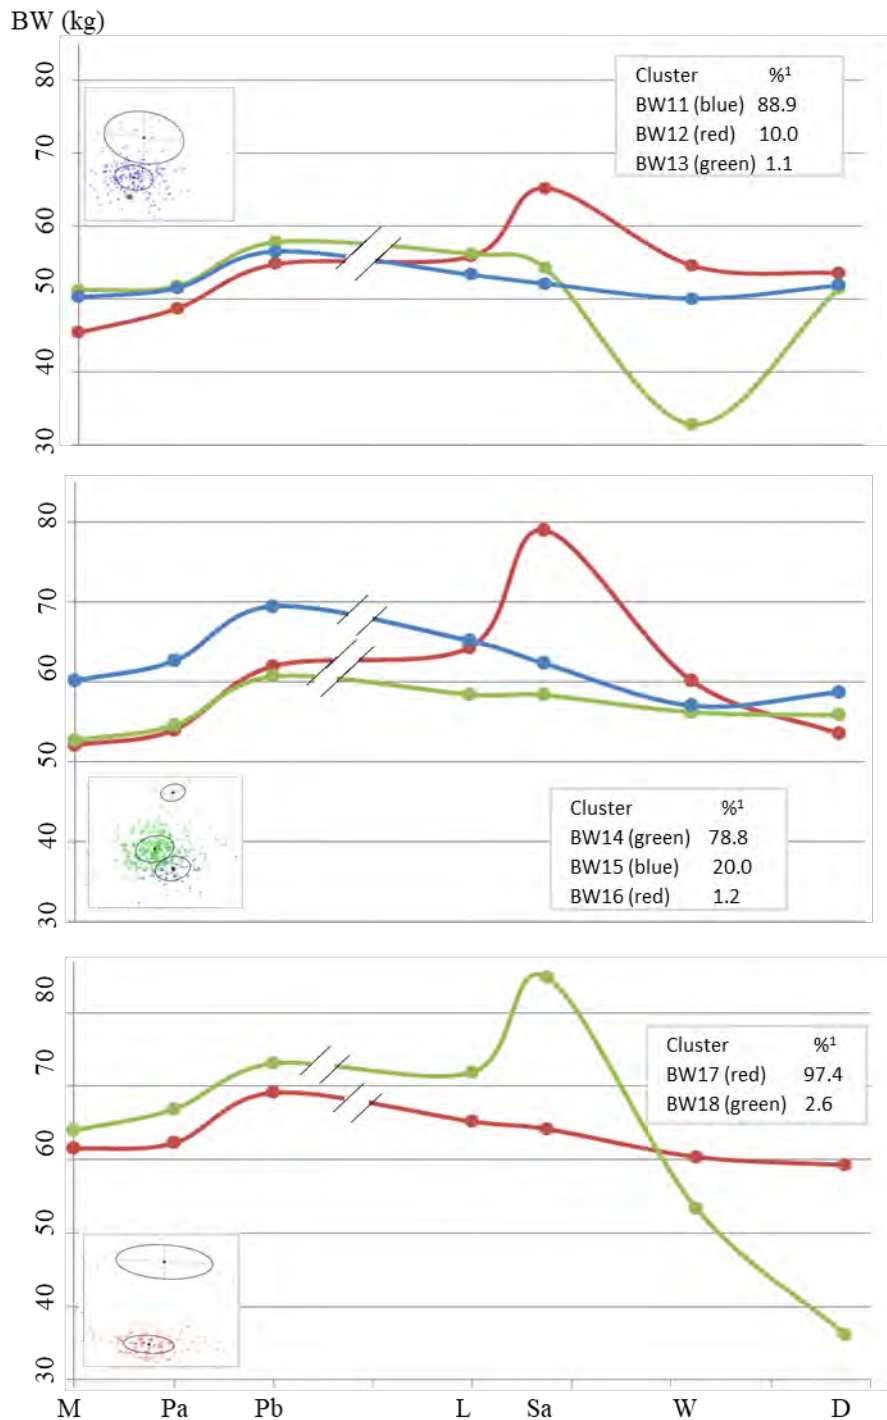 BW (kg)
80
70
60
50
40
30
Cluster %¹
BW11 (blue) 88.9
BW12 (red) 10.0
BW13 (green) 1.1
80
70
60
50
40
30
Cluster %¹
BW14 (green) 78.8
BW15 (blue) 20.0
BW16 (red) 1.2
80
70
60
50
40
30
Cluster %¹
BW17 (red) 97.4
BW18 (green) 2.6
M Pa Pb L Sa W D